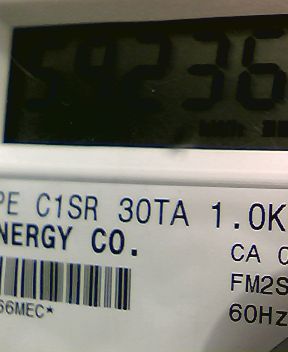 59236
PE C1SR 30TA 1.0K
NERGY CO.
CA
FM2S
60Hz
66MEC*